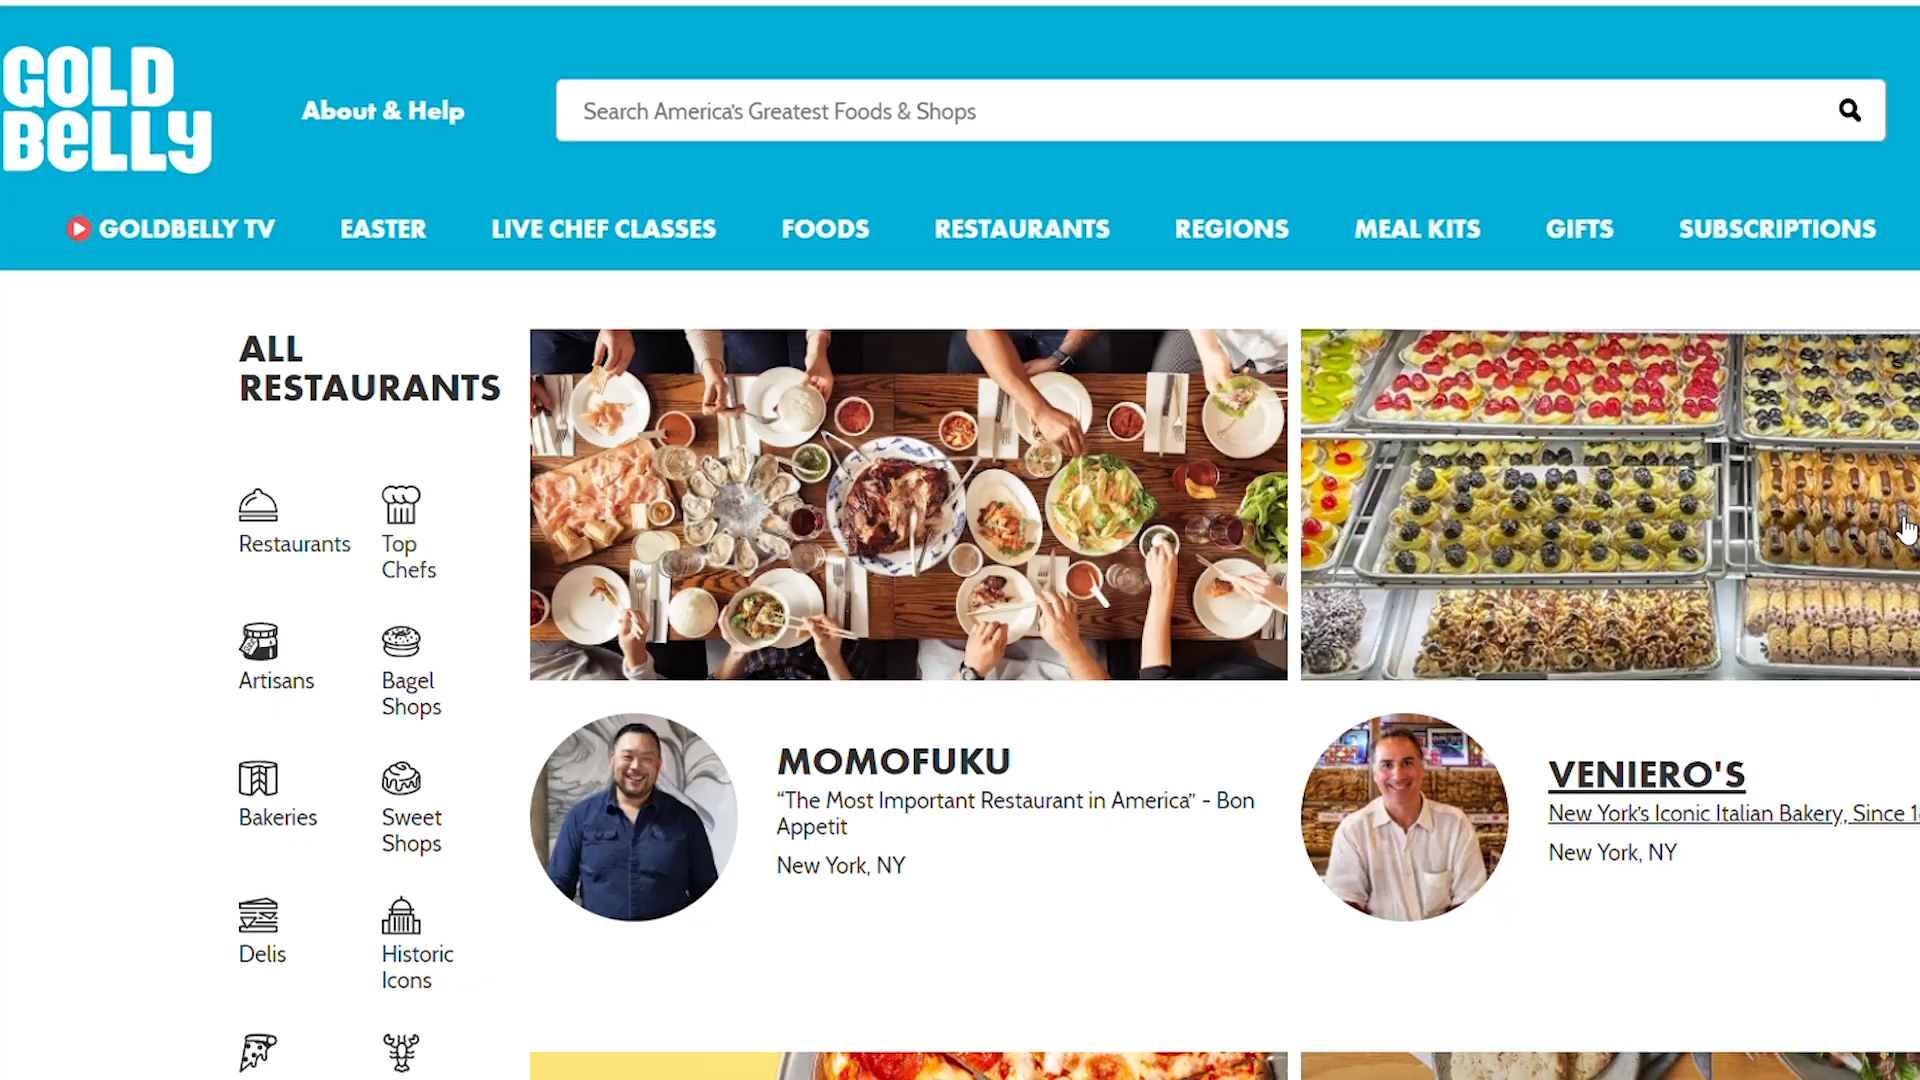 GOLD
BELLY
About & Help
Search America's Greatest Foods & Shops
GOLDBELLY TV
EASTER
LIVE CHEF CLASSES
FOODS
RESTAURANTS
REGIONS
MEAL KITS
GIFTS
SUBSCRIPTIONS
ALL
RESTAURANTS
Restaurants
Top
Chefs
Artisans
Bagel
Shops
Bakeries
Sweet
Shops
Delis
Historic
Icons
MOMOFUKU
“The Most Important Restaurant in America” - Bon
Appetit
New York, NY
VENIERO'S
New York's Iconic Italian Bakery, Since
New York, NY